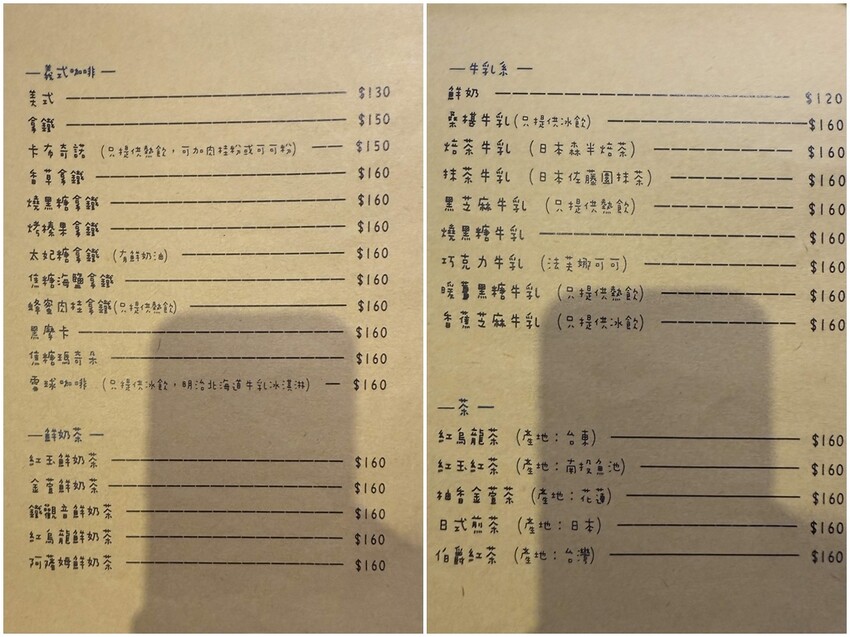 義式咖啡
美式 $130
拿鐵 $150
卡布奇諾 (只提供熱飲，可加肉桂粉或可可粉) $150
香草拿鐵 $160
燒黑糖拿鐵 $160
烤榛果拿鐵 $160
太妃糖拿鐵 (有鮮奶油) $160
焦糖海鹽拿鐵 $160
蜂蜜肉桂拿鐵(只提供熱飲) $160
黑摩卡 $160
焦糖瑪奇朵 $160
雪球咖啡 (只提供冰飲，明治北海道牛乳冰淇淋) $160
鮮奶茶
紅玉鮮奶茶 $160
金萱鮮奶茶 $160
鐵觀音鮮奶茶 $160
紅烏龍鮮奶茶 $160
阿薩姆鮮奶茶 $160
牛乳系
鮮奶 $120
桑椹牛乳(只提供冰飲) $160
焙茶牛乳 (日本森半焙茶) $160
抹茶牛乳 (日本佐藤園抹茶) $160
黑芝麻牛乳 (只提供熱飲) $160
燒黑糖牛乳 $160
巧克力牛乳 (法芙娜可可) $160
暖薑黑糖牛乳 (只提供熱飲) $160
香蕉芝麻牛乳 (只提供冰飲) $160
茶
紅烏龍茶 (產地：台東) $160
紅玉紅茶 (產地：南投魚池) $160
柚香金萱茶 (產地：花蓮) $160
日式煎茶 (產地：日本) $160
伯爵紅茶 (產地：台灣) $160